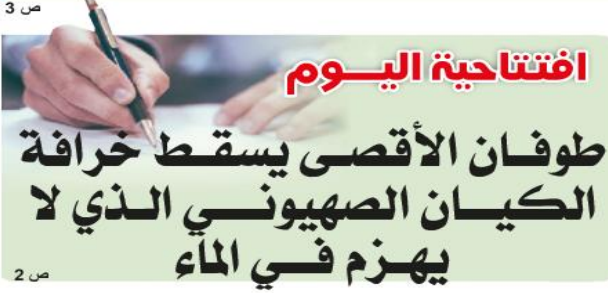 ص 3
افتتاحية اليوم
طوفان الأقصى يسقط خرافة
الكيان الصهيوني الذي لا
يهزم في الماء
ص 2